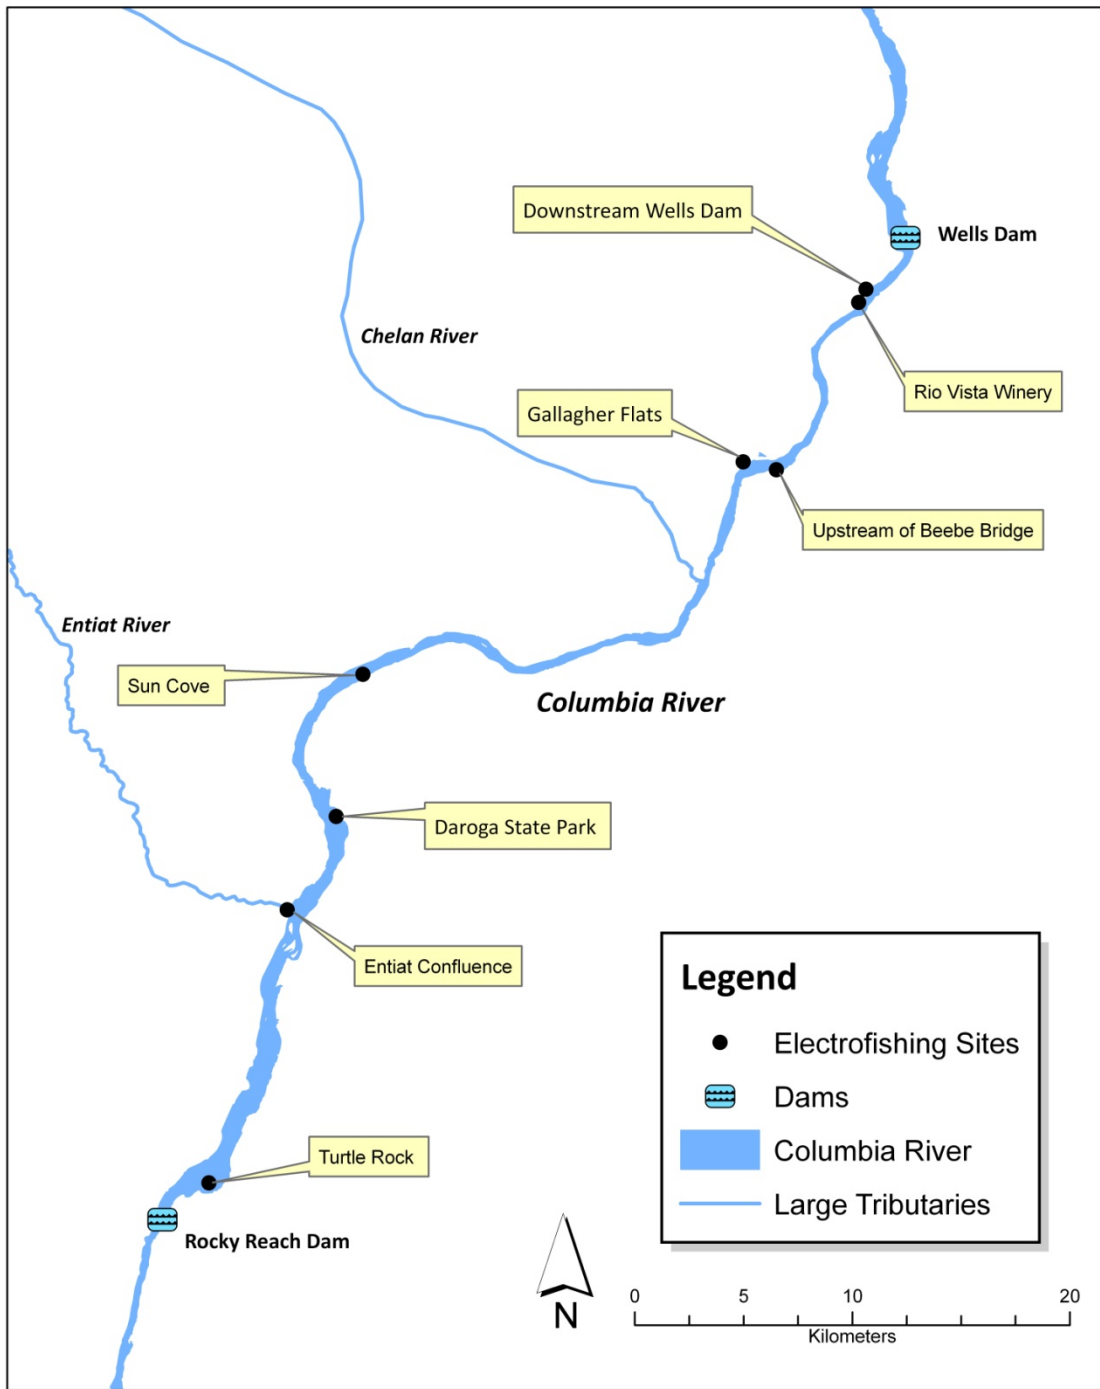 Downstream Wells Dam
Wells Dam
Chelan River
Rio Vista Winery
Gallagher Flats
Upstream of Beebe Bridge
Entiat River
Sun Cove
Columbia River
Daroga State Park
Entiat Confluence
Legend
Electrofishing Sites
Dams
Columbia River
Large Tributaries
Turtle Rock
Rocky Reach Dam
N
0 5 10 20
Kilometers